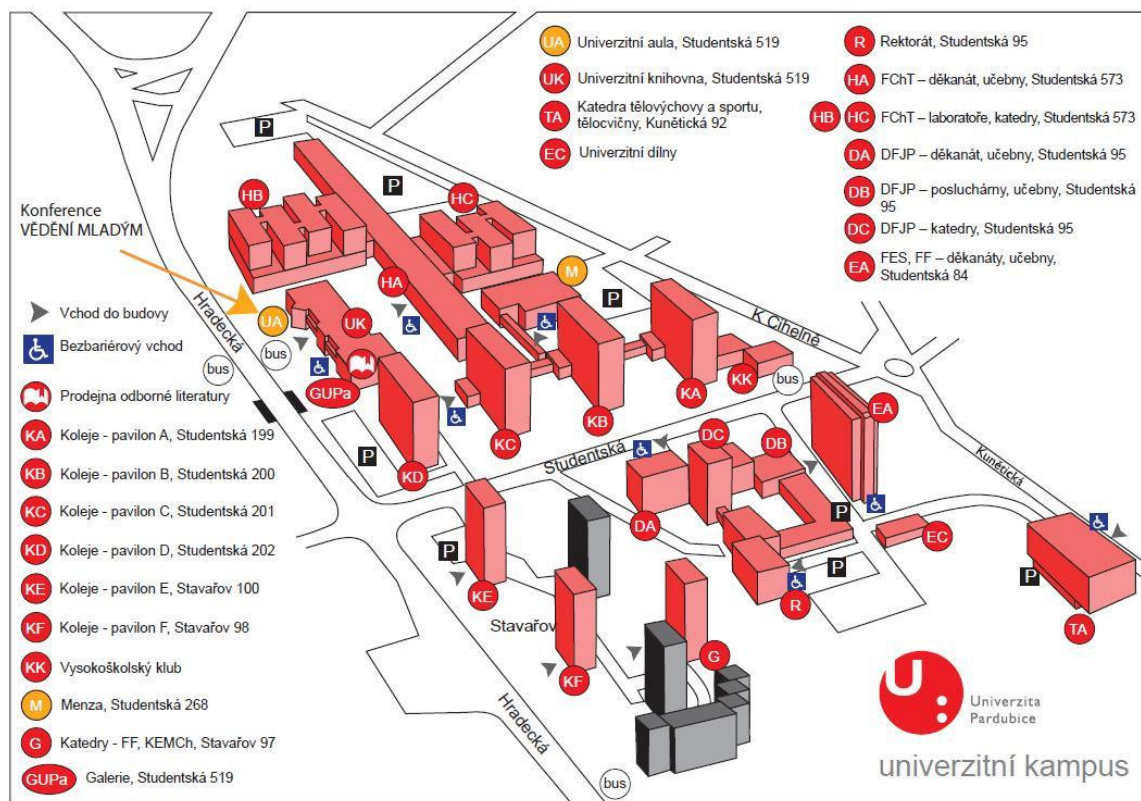 UA Univerzitní aula, Studentská 519
UK Univerzitní knihovna, Studentská 519
TA Katedra tělovýchovy a sportu,
tělocvičny, Kunětická 92
EC Univerzitní dílny
R Rektorát, Studentská 95
HA FChT – děkanát, učebny, Studentská 573
HB HC FChT – laboratoře, katedry, Studentská 573
DA DFJP – děkanát, učebny, Studentská 95
DB DFJP – posluchárny, učebny, Studentská
95
DC DFJP – katedry, Studentská 95
EA FES, FF – děkanáty, učebny,
Studentská 84
Konference
VĚDĚNÍ MLADÝM
Vchod do budovy
Bezbariérový vchod
Prodejna odborné literatury
KA Koleje - pavilon A, Studentská 199
KB Koleje - pavilon B, Studentská 200
KC Koleje - pavilon C, Studentská 201
KD Koleje - pavilon D, Studentská 202
KE Koleje - pavilon E, Stavařov 100
KF Koleje - pavilon F, Stavařov 98
KK Vysokoškolský klub
M Menza, Studentská 268
G Katedry - FF, KEMCh, Stavařov 97
GUPa Galerie, Studentská 519
P
P
HB
HC
M
HA
P
UA
UK
Hradecká
bus
bus
GUPa
K Cihelné
KA
KK
bus
KB
KC
KD
P
Studentská
EA
DC
DB
Kunětická
DA
P
EC
P
KE
P
R
P
TA
Stavařov
KF
G
Hradecká
bus
U:
Univerzita
Pardubice
univerzitní kampus